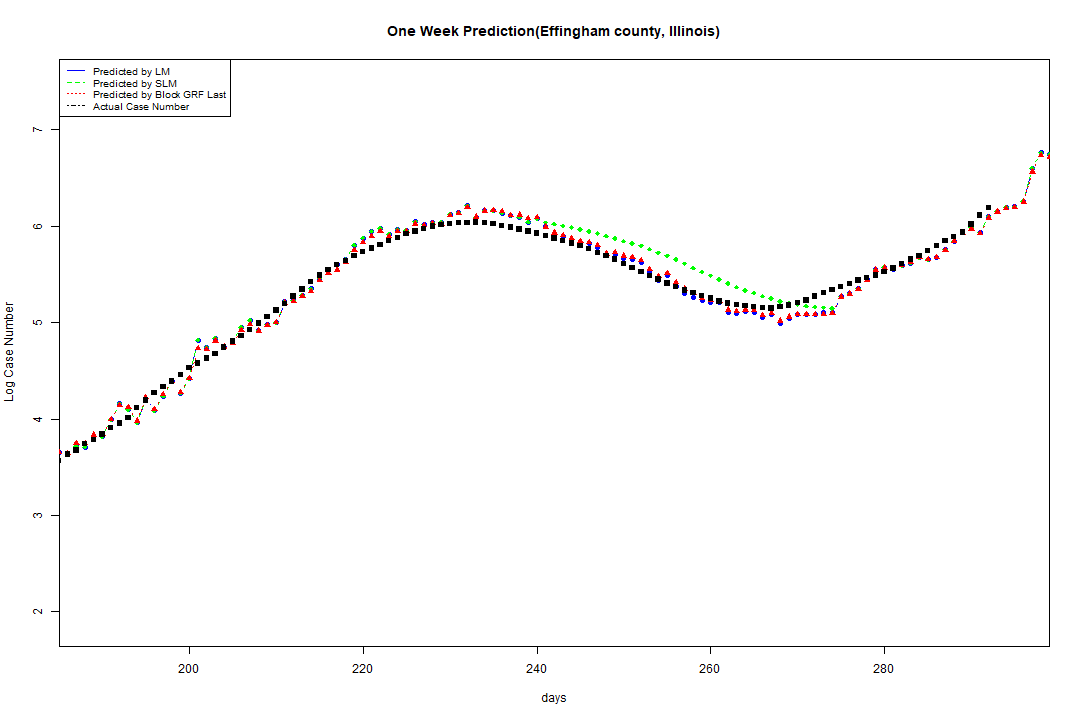 One Week Prediction(Effingham county, Illinois)
Predicted by LM
Predicted by SLM
Predicted by Block GRF Last
Actual Case Number
7
6
5
4
3
2
Log Case Number
200
220
240
260
280
days